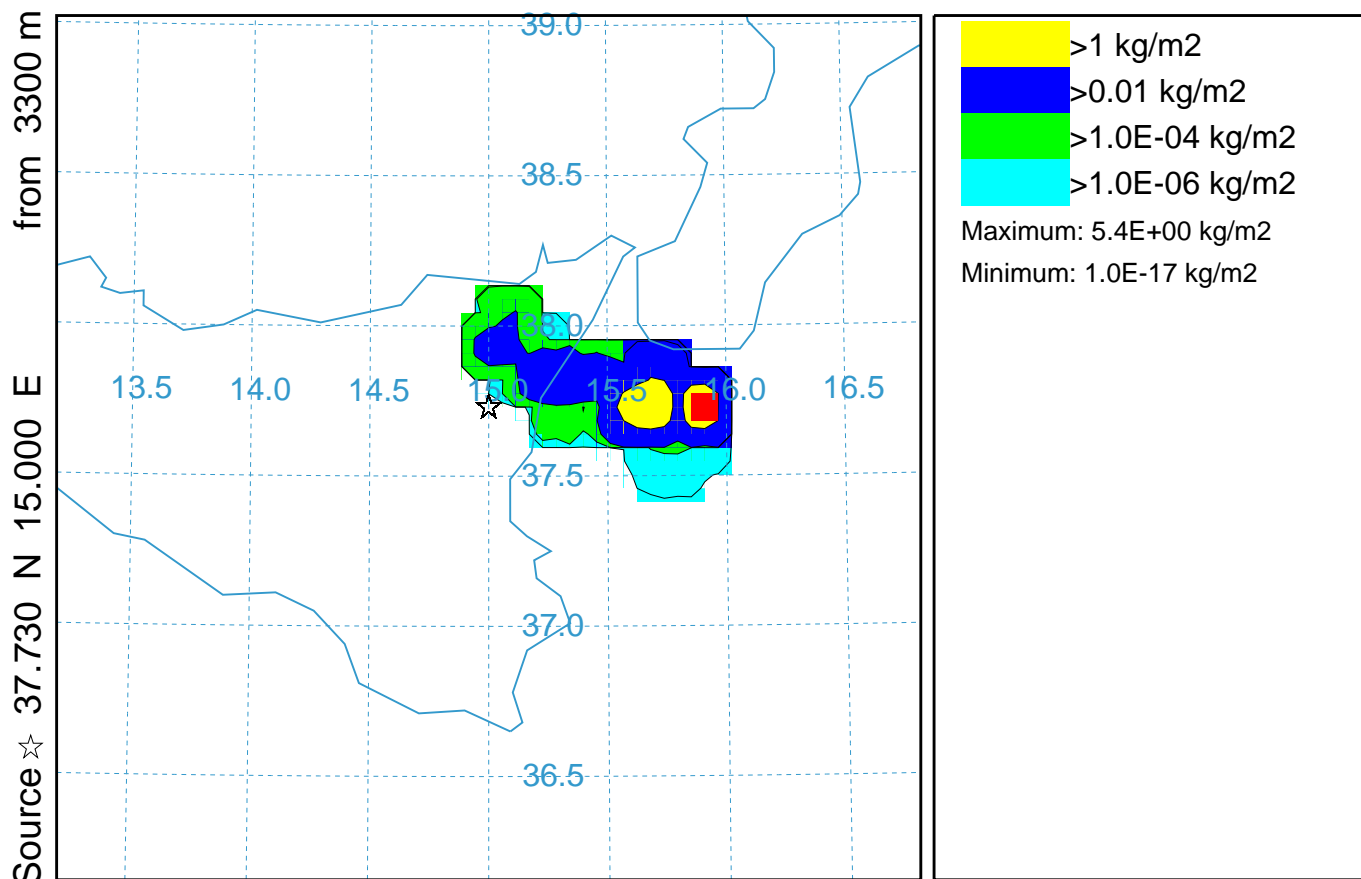 Source ☆ 37.730 N 15.000 E from 3300 m
39.0
38.5
38.0
13.5 14.0 14.5 15.0 15.5 16.0 16.5
37.5
37.0
36.5
>1 kg/m2
>0.01 kg/m2
>1.0E-04 kg/m2
>1.0E-06 kg/m2
Maximum: 5.4E+00 kg/m2
Minimum: 1.0E-17 kg/m2